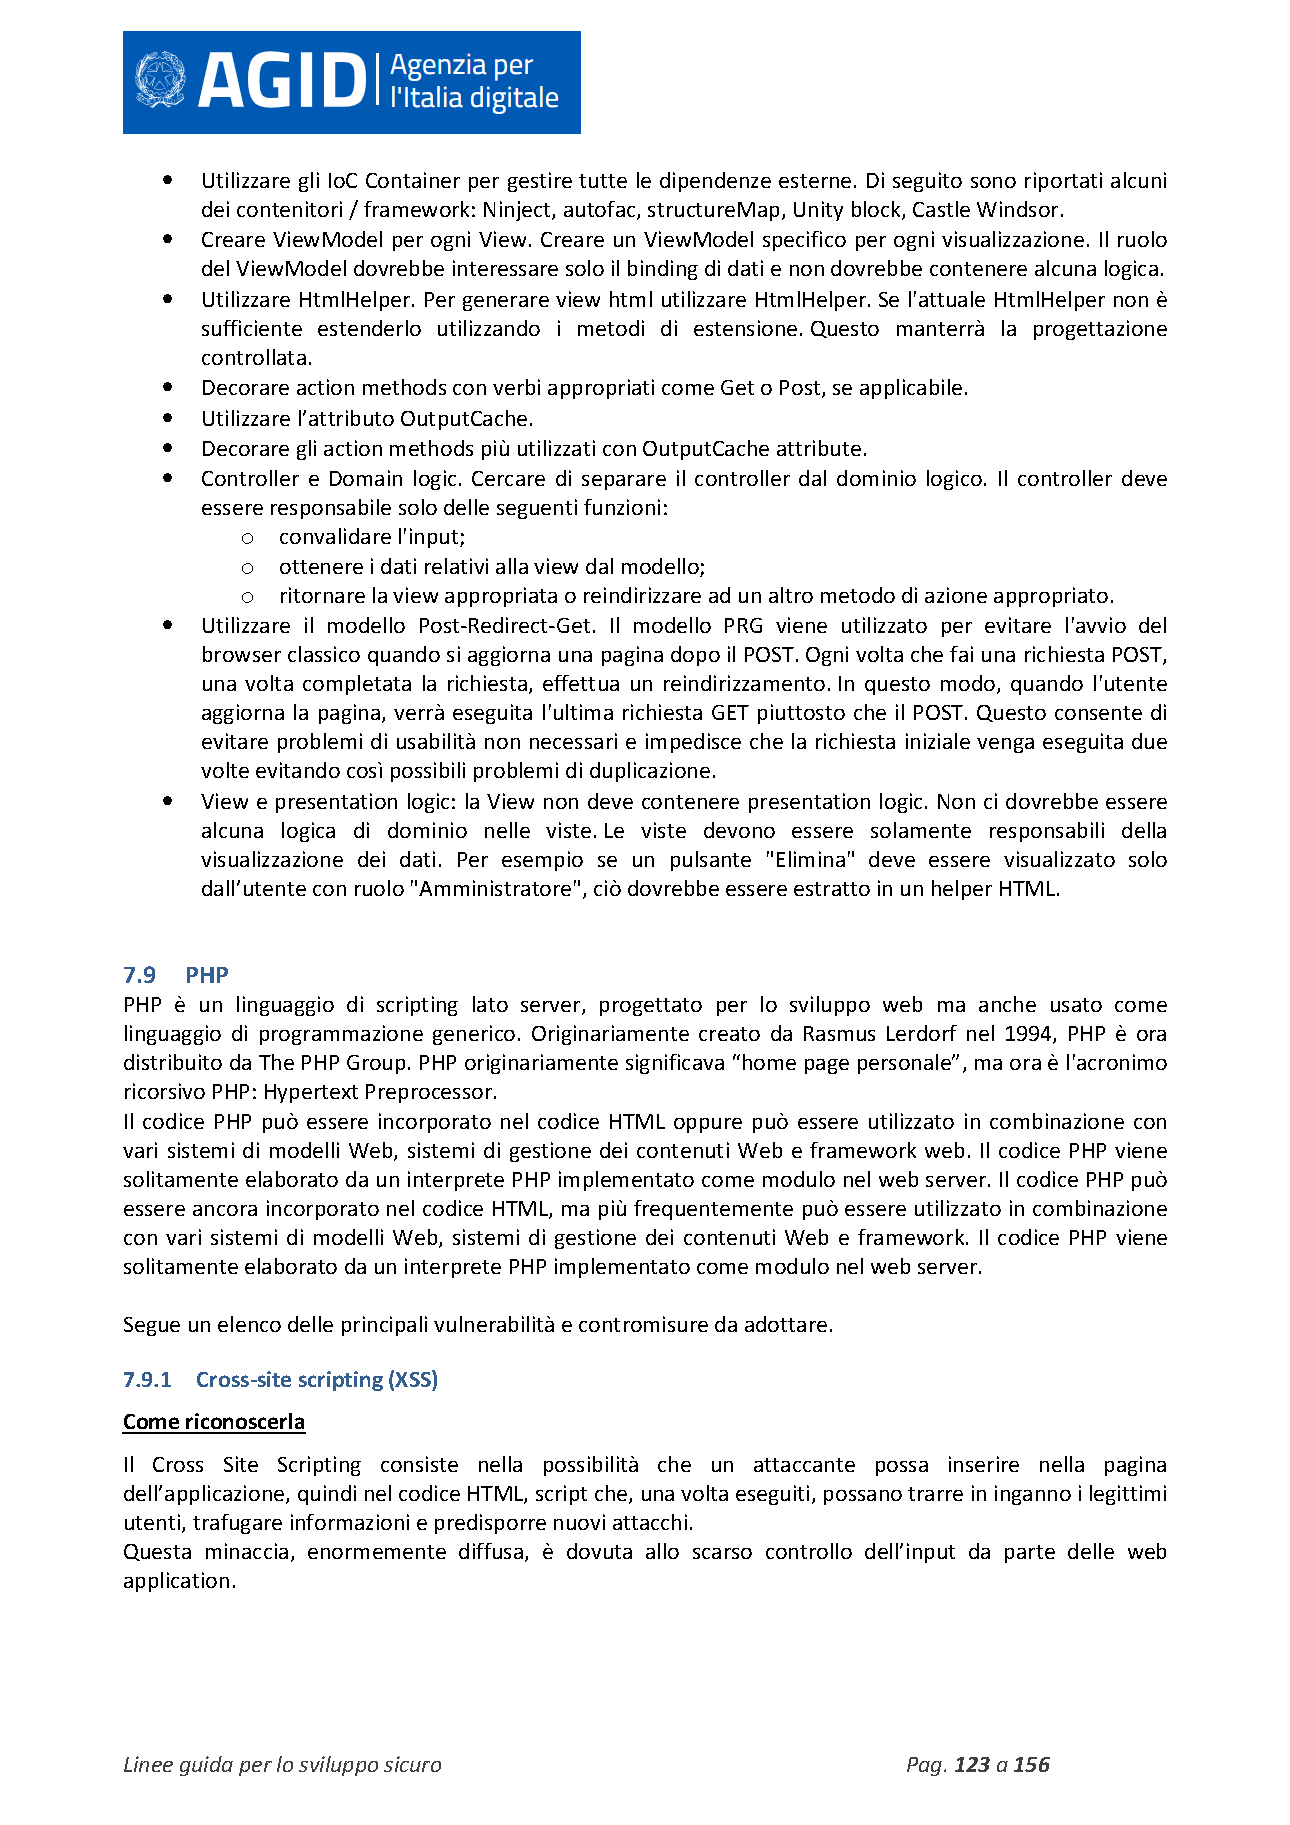 AGID Agenzia per
l'Italia digitale
• Utilizzare gli IoC Container per gestire tutte le dipendenze esterne. Di seguito sono riportati alcuni
dei contenitori / framework: Ninject, autofac, structureMap, Unity block, Castle Windsor.
• Creare ViewModel per ogni View. Creare un ViewModel specifico per ogni visualizzazione. Il ruolo
del ViewModel dovrebbe interessare solo il binding di dati e non dovrebbe contenere alcuna logica.
• Utilizzare HtmlHelper. Per generare view html utilizzare HtmlHelper. Se l'attuale HtmlHelper non è
sufficiente estenderlo utilizzando i metodi di estensione. Questo manterrà la progettazione
controllata.
• Decorare action methods con verbi appropriati come Get o Post, se applicabile.
• Utilizzare l’attributo OutputCache.
• Decorare gli action methods più utilizzati con OutputCache attribute.
• Controller e Domain logic. Cercare di separare il controller dal dominio logico. Il controller deve
essere responsabile solo delle seguenti funzioni:
o convalidare l'input;
o ottenere i dati relativi alla view dal modello;
o ritornare la view appropriata o reindirizzare ad un altro metodo di azione appropriato.
• Utilizzare il modello Post-Redirect-Get. Il modello PRG viene utilizzato per evitare l'avvio del
browser classico quando si aggiorna una pagina dopo il POST. Ogni volta che fai una richiesta POST,
una volta completata la richiesta, effettua un reindirizzamento. In questo modo, quando l'utente
aggiorna la pagina, verrà eseguita l'ultima richiesta GET piuttosto che il POST. Questo consente di
evitare problemi di usabilità non necessari e impedisce che la richiesta iniziale venga eseguita due
volte evitando così possibili problemi di duplicazione.
• View e presentation logic: la View non deve contenere presentation logic. Non ci dovrebbe essere
alcuna logica di dominio nelle viste. Le viste devono essere solamente responsabili della
visualizzazione dei dati. Per esempio se un pulsante "Elimina" deve essere visualizzato solo
dall’utente con ruolo "Amministratore", ciò dovrebbe essere estratto in un helper HTML.
7.9 PHP
PHP è un linguaggio di scripting lato server, progettato per lo sviluppo web ma anche usato come
linguaggio di programmazione generico. Originariamente creato da Rasmus Lerdorf nel 1994, PHP è ora
distribuito da The PHP Group. PHP originariamente significava “home page personale”, ma ora è l'acronimo
ricorsivo PHP: Hypertext Preprocessor.
Il codice PHP può essere incorporato nel codice HTML oppure può essere utilizzato in combinazione con
vari sistemi di modelli Web, sistemi di gestione dei contenuti Web e framework web. Il codice PHP viene
solitamente elaborato da un interprete PHP implementato come modulo nel web server. Il codice PHP può
essere ancora incorporato nel codice HTML, ma più frequentemente può essere utilizzato in combinazione
con vari sistemi di modelli Web, sistemi di gestione dei contenuti Web e framework. Il codice PHP viene
solitamente elaborato da un interprete PHP implementato come modulo nel web server.
Segue un elenco delle principali vulnerabilità e contromisure da adottare.
7.9.1 Cross-site scripting (XSS)
Come riconoscerla
Il Cross Site Scripting consiste nella possibilità che un attaccante possa inserire nella pagina
dell’applicazione, quindi nel codice HTML, script che, una volta eseguiti, possano trarre in inganno i legittimi
utenti, trafugare informazioni e predisporre nuovi attacchi.
Questa minaccia, enormemente diffusa, è dovuta allo scarso controllo dell’input da parte delle web
application.
Linee guida per lo sviluppo sicuro Pag. 123 a 156